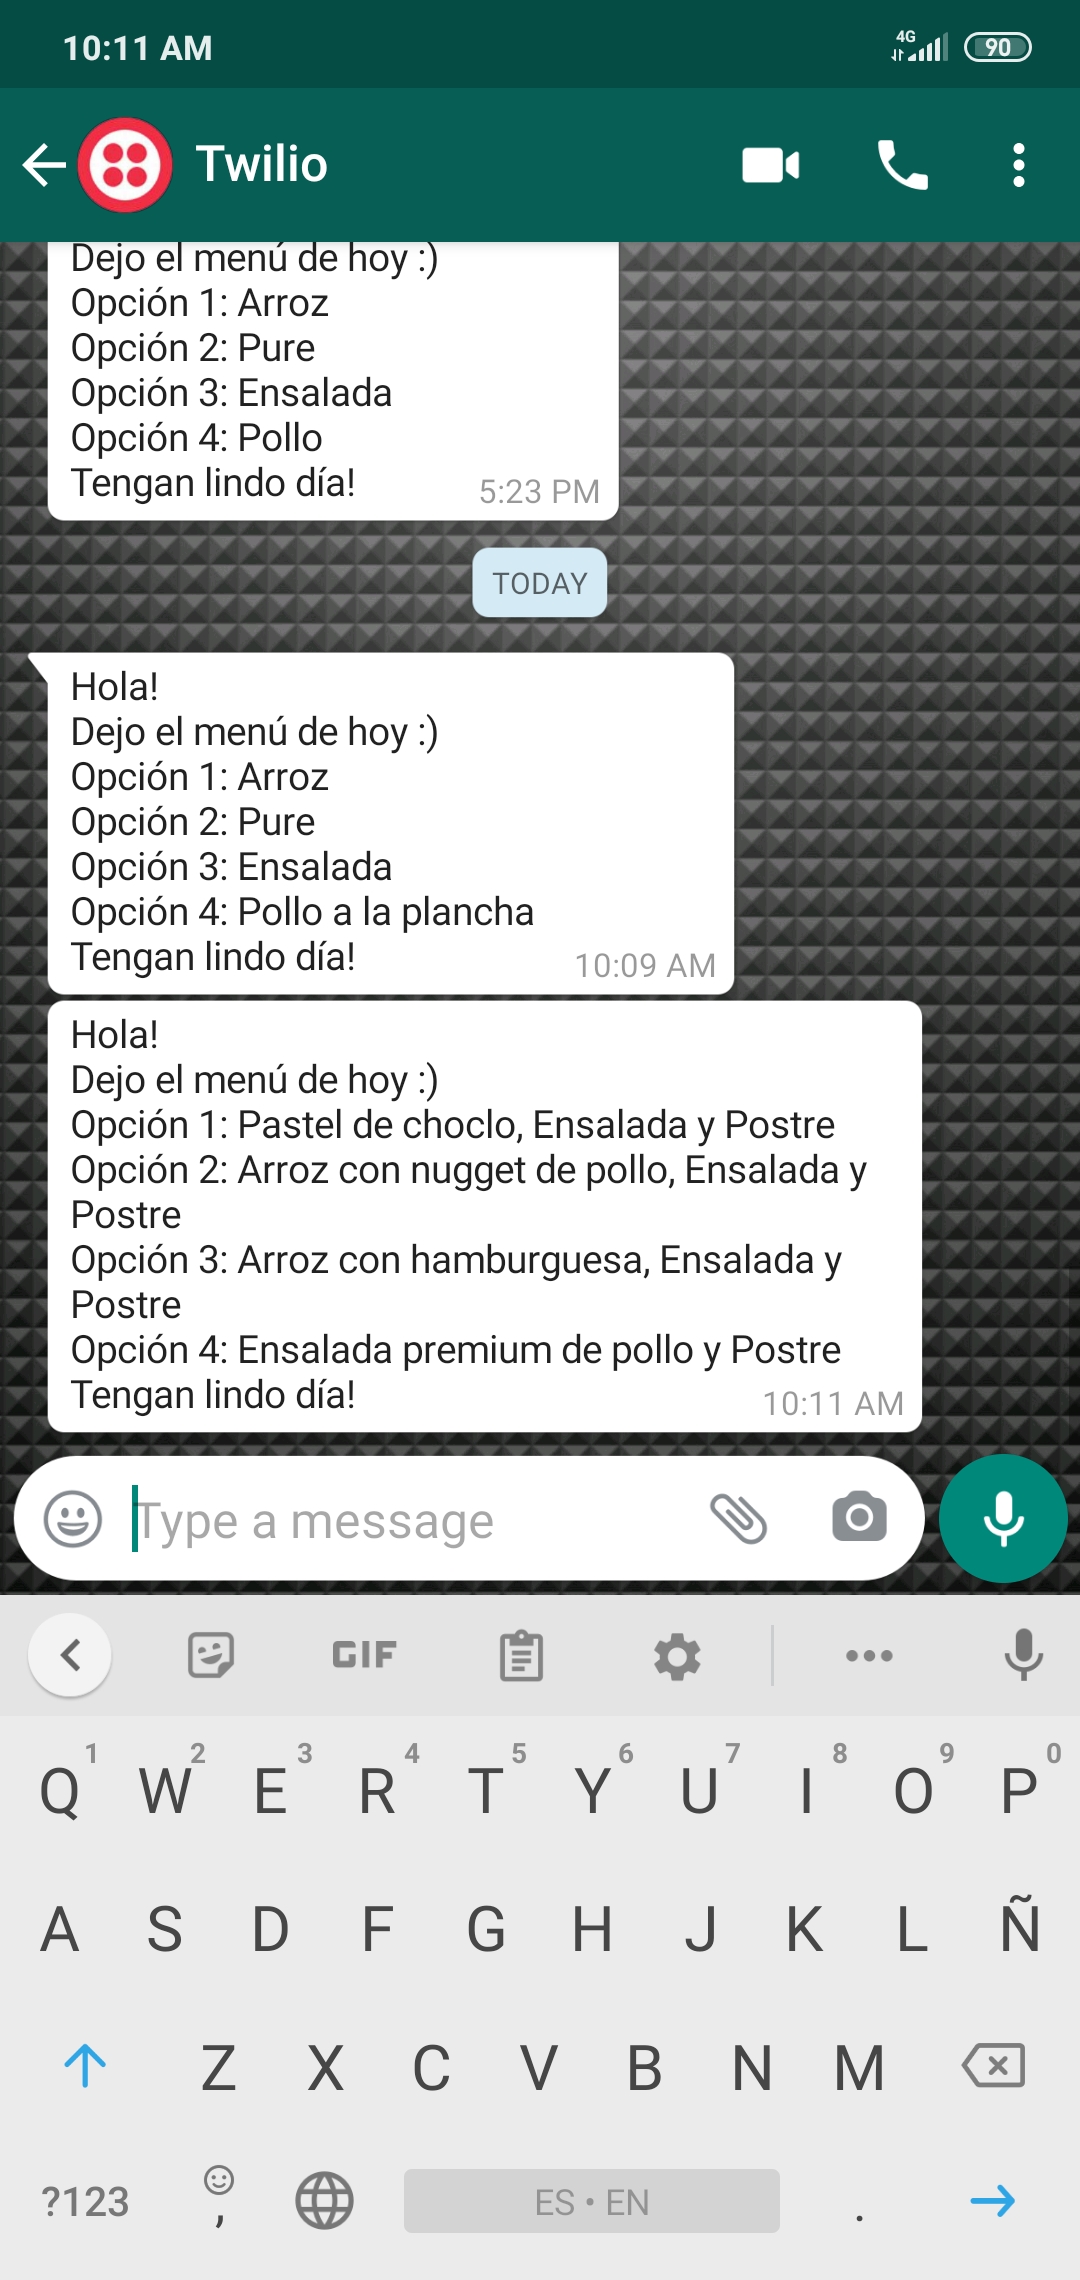 10:11 AM
4G
90
Twilio
Dejo el menú de hoy :)
Opción 1: Arroz
Opción 2: Pure
Opción 3: Ensalada
Opción 4: Pollo
Tengan lindo día!
5:23 PM
TODAY
Hola!
Dejo el menú de hoy :)
Opción 1: Arroz
Opción 2: Pure
Opción 3: Ensalada
Opción 4: Pollo a la plancha
Tengan lindo día!
10:09 AM
Hola!
Dejo el menú de hoy :)
Opción 1: Pastel de choclo, Ensalada y Postre
Opción 2: Arroz con nugget de pollo, Ensalada y
Postre
Opción 3: Arroz con hamburguesa, Ensalada y
Postre
Opción 4: Ensalada premium de pollo y Postre
Tengan lindo día!
10:11 AM
Type a message
GIF
1 2 3 4 5 6 7 8 9 0
Q W E R T Y U I O P
A S D F G H J K L Ñ
Z X C V B N M
?123 , ES • EN .